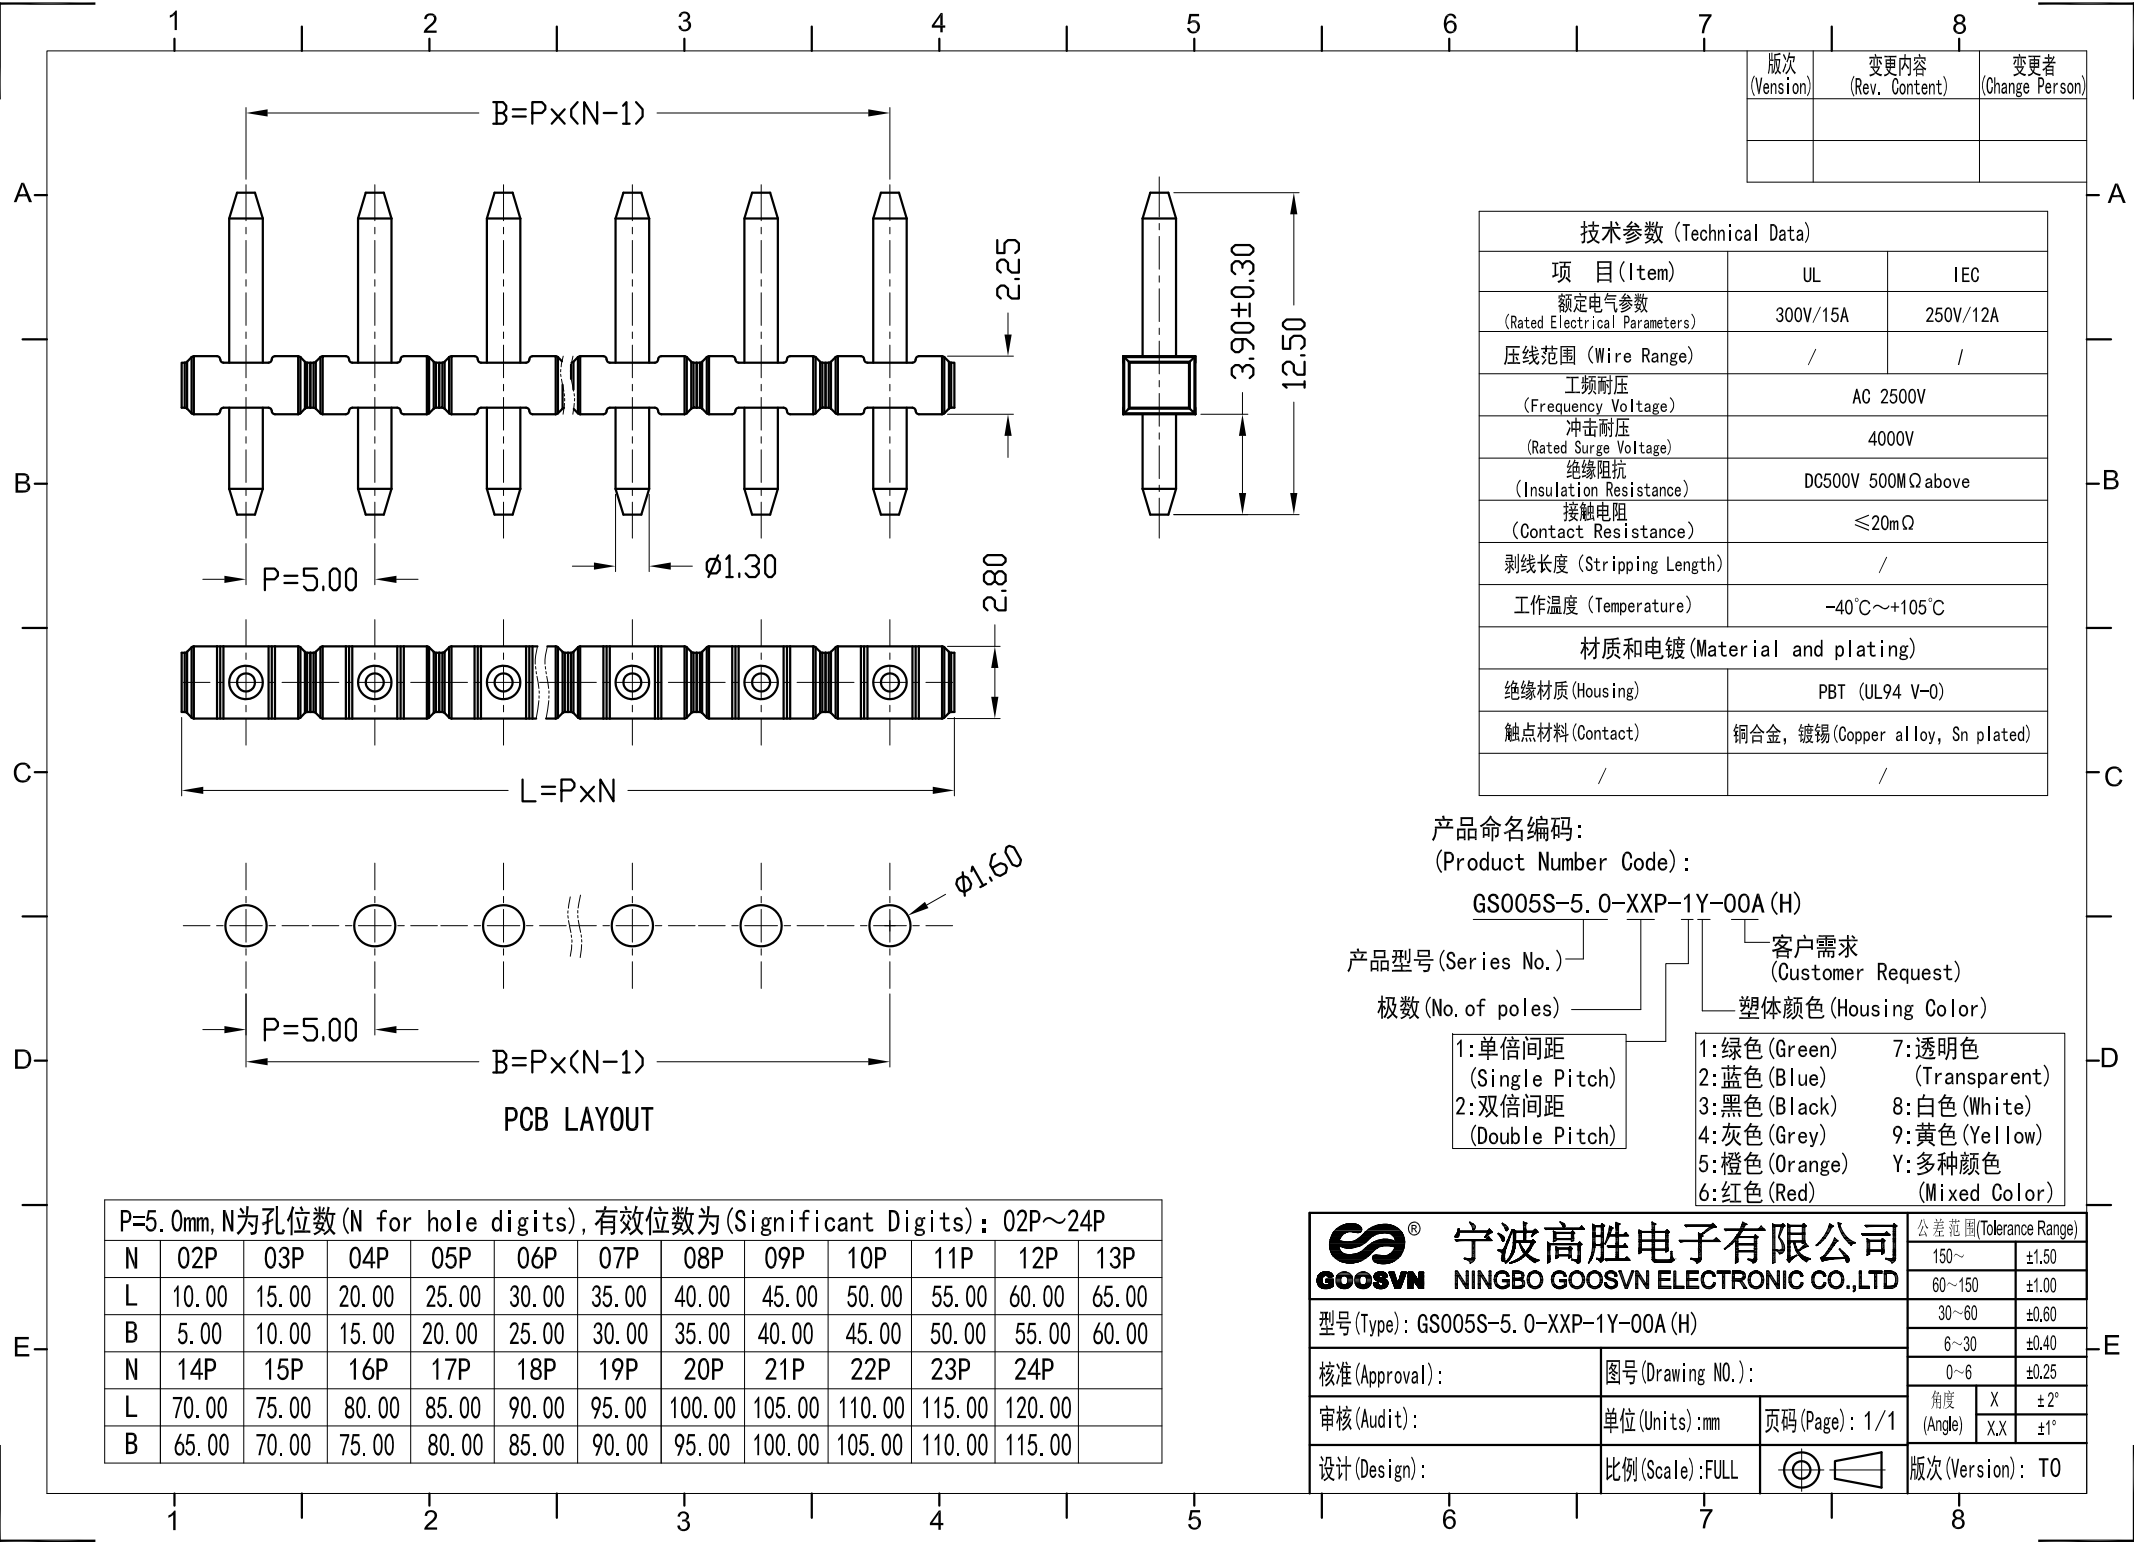 1 2 3 4 5 6 7 8
版次 变更内容 变更者
(Vension) (Rev. Content) (Change Person)
B=Px(N-1)
A A
2.25
3.90±0.30
12.50
B B
P=5.00
ø1.30
2.80
C C
L=PxN
ø1.60
P=5.00
B=Px(N-1)
D D
PCB LAYOUT
技术参数 (Technical Data)
项 目(Item) UL IEC
额定电气参数
(Rated Electrical Parameters) 300V/15A 250V/12A
压线范围 (Wire Range) / /
工频耐压
(Frequency Voltage) AC 2500V
冲击耐压
(Rated Surge Voltage) 4000V
绝缘阻抗
(Insulation Resistance) DC500V 500MΩabove
接触电阻
(Contact Resistance) ≤20mΩ
剥线长度 (Stripping Length) /
工作温度 (Temperature) -40℃～+105℃
材质和电镀(Material and plating)
绝缘材质(Housing) PBT (UL94 V-0)
触点材料(Contact) 铜合金, 镀锡(Copper alloy, Sn plated)
/ /
产品命名编码:
(Product Number Code):
GS005S-5.0-XXP-1Y-00A(H)
产品型号(Series No.)
客户需求
(Customer Request)
极数(No. of poles)
塑体颜色(Housing Color)
1:单倍间距
(Single Pitch)
2:双倍间距
(Double Pitch)
1:绿色(Green) 7:透明色
2:蓝色(Blue) (Transparent)
3:黑色(Black) 8:白色(White)
4:灰色(Grey) 9:黄色(Yellow)
5:橙色(Orange) Y:多种颜色
6:红色(Red) (Mixed Color)
P=5.0mm, N为孔位数(N for hole digits), 有效位数为(Significant Digits): 02P～24P
N 02P 03P 04P 05P 06P 07P 08P 09P 10P 11P 12P 13P
L 10.00 15.00 20.00 25.00 30.00 35.00 40.00 45.00 50.00 55.00 60.00 65.00
B 5.00 10.00 15.00 20.00 25.00 30.00 35.00 40.00 45.00 50.00 55.00 60.00
N 14P 15P 16P 17P 18P 19P 20P 21P 22P 23P 24P
L 70.00 75.00 80.00 85.00 90.00 95.00 100.00 105.00 110.00 115.00 120.00
B 65.00 70.00 75.00 80.00 85.00 90.00 95.00 100.00 105.00 110.00 115.00
E E
GOOSVN ®
宁波高胜电子有限公司
NINGBO GOOSVN ELECTRONIC CO.,LTD
型号(Type): GS005S-5.0-XXP-1Y-00A(H)
核准(Approval): 图号(Drawing NO.):
审核(Audit): 单位(Units):mm 页码(Page): 1/1
设计(Design): 比例(Scale):FULL
公差范围(Tolerance Range)
150～ ±1.50
60～150 ±1.00
30～60 ±0.60
6～30 ±0.40
0～6 ±0.25
角度 X ±2°
(Angle) X.X ±1°
版次(Version): T0
1 2 3 4 5 6 7 8